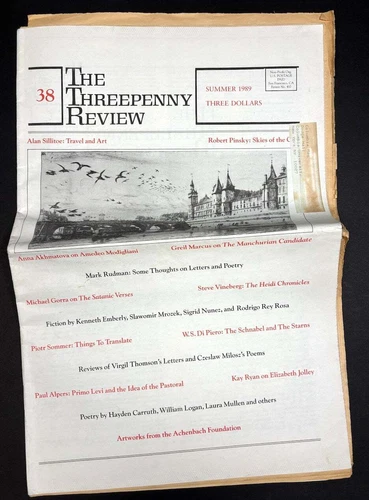 38
THE
THREEPENNY
REVIEW
SUMMER 1989
THREE DOLLARS
Alan Sillitoe: Travel and Art
Robert Pinsky: Skies of the
Anna Akhmatova on Amedeo Modigliani
Greil Marcus on The Manchurian Candidate
Mark Rudman: Some Thoughts on Letters and Poetry
Michael Gorra on The Satanic Verses
Steve Vineberg: The Heidi Chronicles
Fiction by Kenneth Emberly, Slawomir Mrozek, Sigrid Nunez, and Rodrigo Rey Rosa
Piotr Sommer: Things To Translate
W.S. Di Piero: The Schnabel and The Starns
Reviews of Virgil Thomson's Letters and Czeslaw Milosz's Poems
Paul Alpers: Primo Levi and the Idea of the Pastoral
Kay Ryan on Elizabeth Jolley
Poetry by Hayden Carruth, William Logan, Laura Mullen and others
Artworks from the Achenbach Foundation